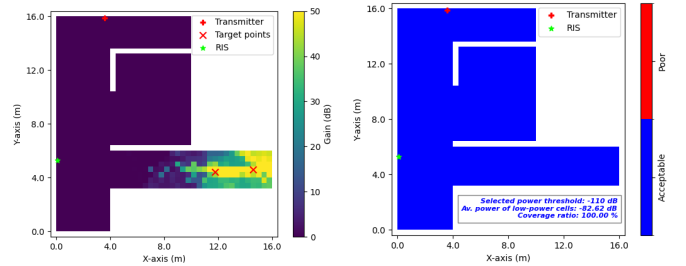 Transmitter
Target points
RIS
16.0
12.0
8.0
4.0
0.0
Y-axis (m)
0.0 4.0 8.0 12.0 16.0
X-axis (m)
50
40
30
20
10
0
Gain (dB)
Transmitter
RIS
16.0
12.0
8.0
4.0
0.0
Y-axis (m)
Selected power threshold: -110 dB
Av. power of low-power cells: -82.62 dB
Coverage ratio: 100.00 %
0.0 4.0 8.0 12.0 16.0
X-axis (m)
Poor
Acceptable